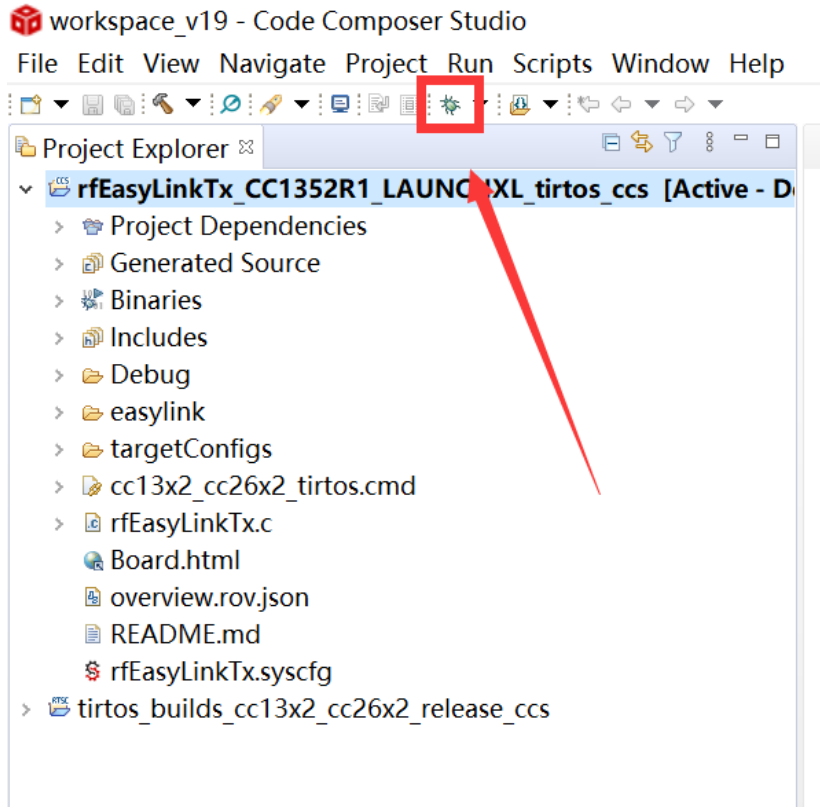 workspace_v19 - Code Composer Studio
File Edit View Navigate Project Run Scripts Window Help
Project Explorer
rfEasyLinkTx_CC1352R1_LAUNCHXL_tirtos_ccs [Active - De
Project Dependencies
Generated Source
Binaries
Includes
Debug
easylink
targetConfigs
cc13x2_cc26x2_tirtos.cmd
rfEasyLinkTx.c
Board.html
overview.rov.json
README.md
rfEasyLinkTx.syscfg
tirtos_builds_cc13x2_cc26x2_release_ccs